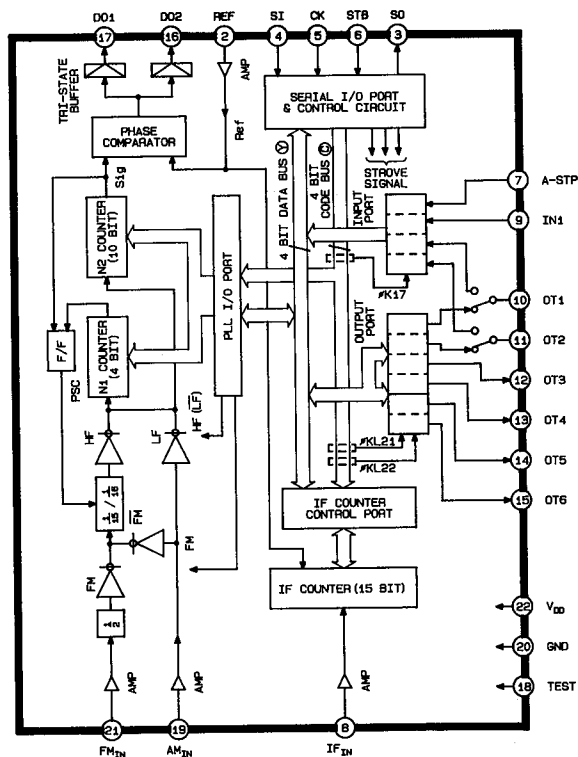 DO1 DO2 REF SI CK STB SO
17 16 2 4 5 6 3
AMP
TRI-STATE
BUFFER
SERIAL I/O PORT
& CONTROL CIRCUIT
PHASE
COMPARATOR
Ref
Sig
4 BIT DATA BUS Ⓨ
4 BIT
CODE BUS Ⓒ
STROVE
SIGNAL
INPUT
PORT
7 A-STP
9 IN1
N2 COUNTER
(10 BIT)
PLL I/O PORT
øK17
10 OT1
11 OT2
OUTPUT
PORT
F/F
PSC
N1 COUNTER
(4 BIT)
12 OT3
13 OT4
HF
LF
HF (L̅F̅)
øKL21
øKL22
14 OT5
15 OT6
1/15 / 1/16
F̅M̅
FM
FM
IF COUNTER
CONTROL PORT
IF COUNTER (15 BIT)
1/2
22 VDD
20 GND
18 TEST
AMP
AMP
AMP
21 19 8
FMIN AMIN IFIN